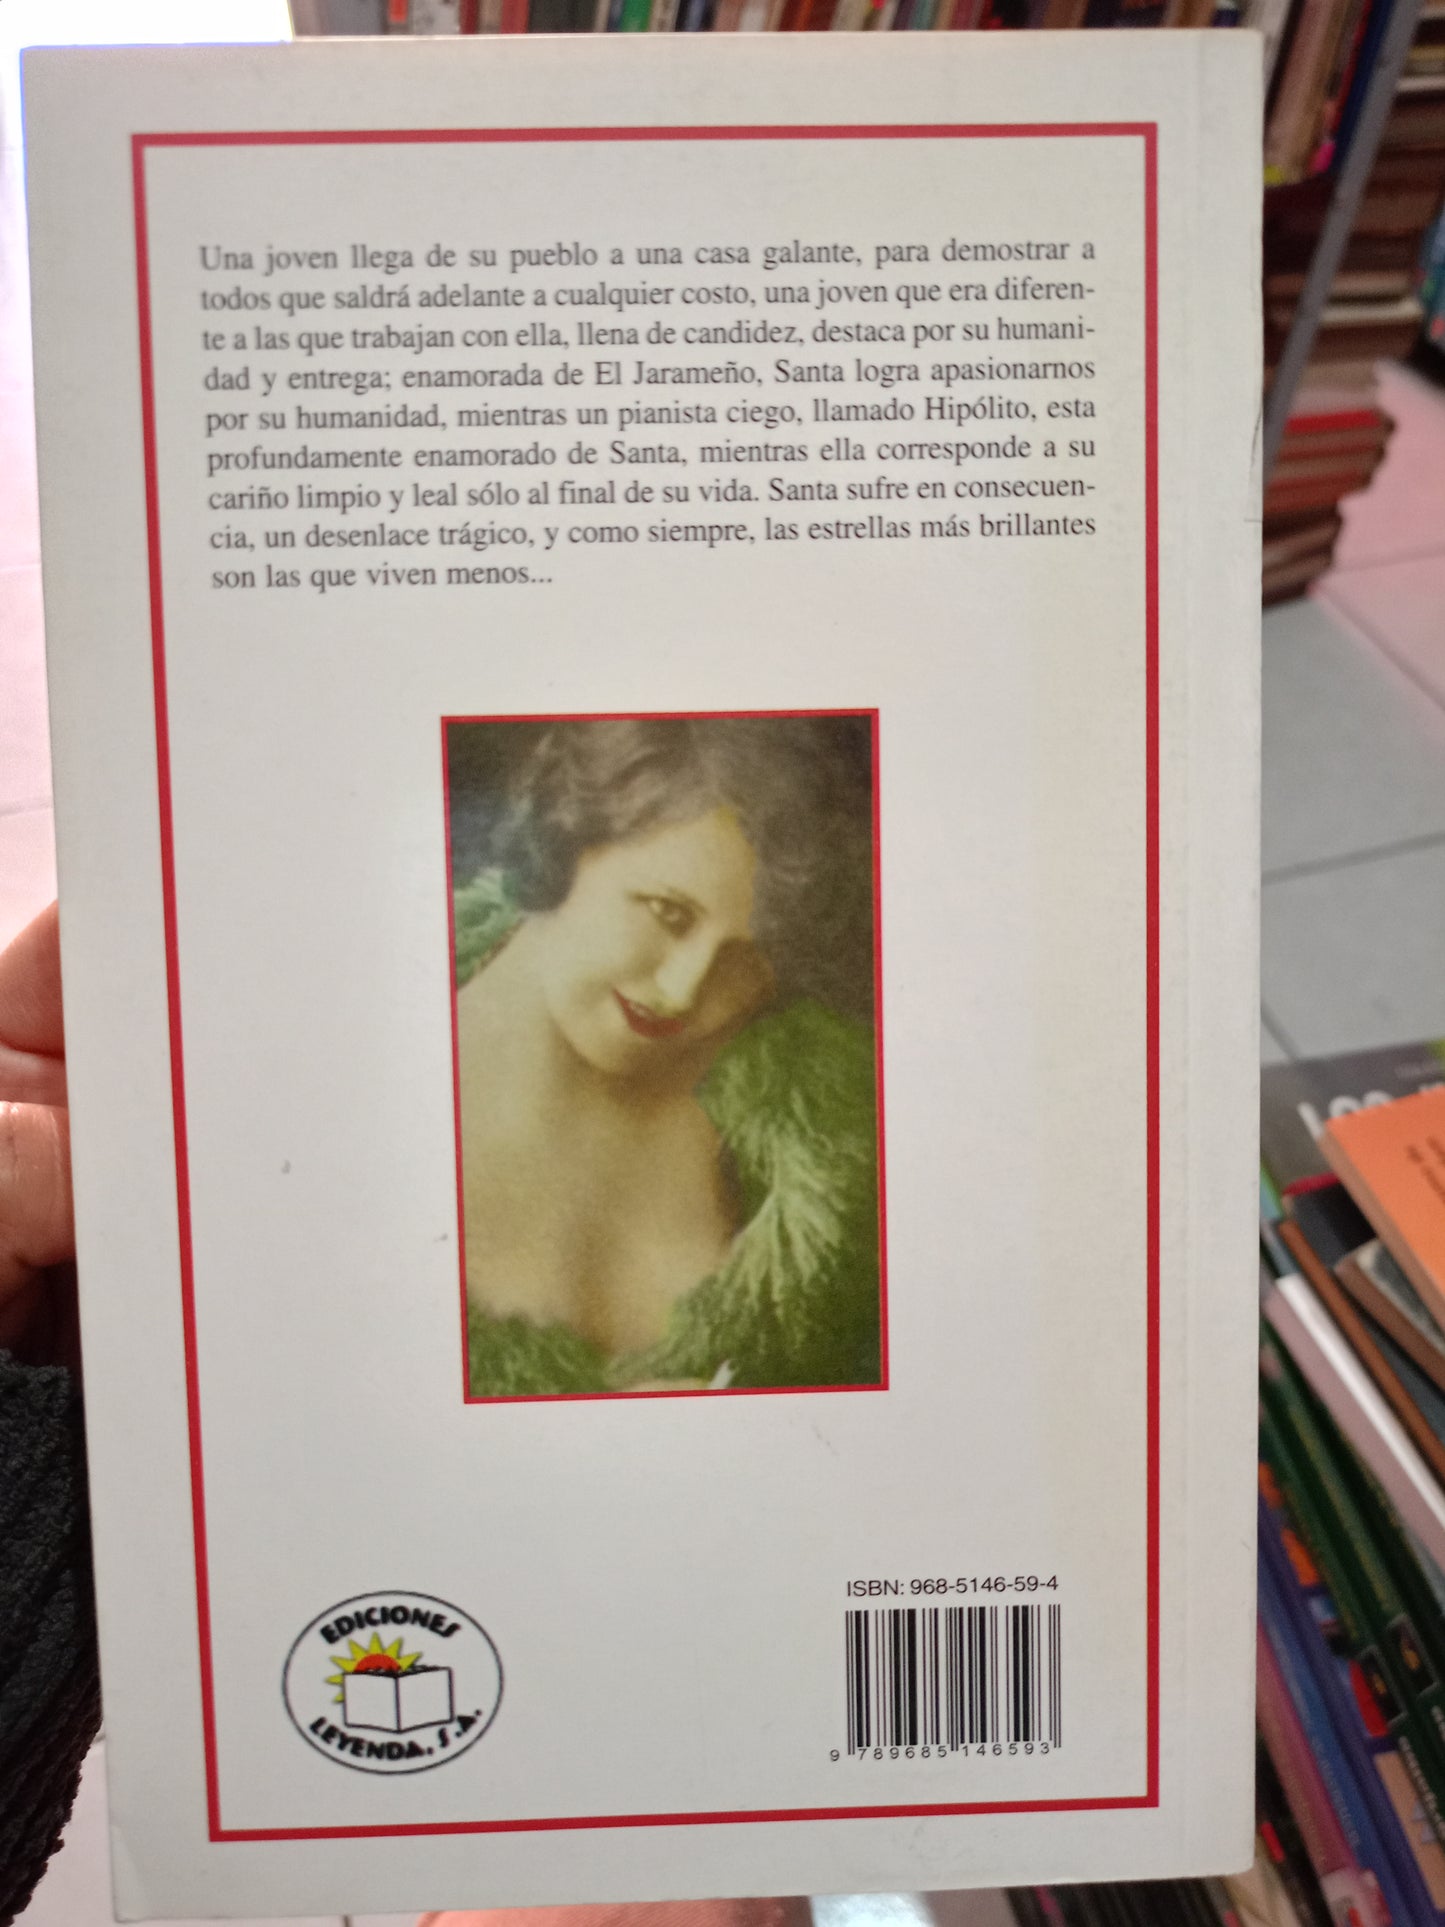 Una joven llega de su pueblo a una casa galante, para demostrar a
todos que saldrá adelante a cualquier costo, una joven que era diferen-
te a las que trabajan con ella, llena de candidez, destaca por su humani-
dad y entrega; enamorada de El Jarameño, Santa logra apasionarnos
por su humanidad, mientras un pianista ciego, llamado Hipólito, esta
profundamente enamorado de Santa, mientras ella corresponde a su
cariño limpio y leal sólo al final de su vida. Santa sufre en consecuen-
cia, un desenlace trágico, y como siempre, las estrellas más brillantes
son las que viven menos...
EDICIONES
LEYENDA, S.A.
ISBN: 968-5146-59-4
9 789685 146593